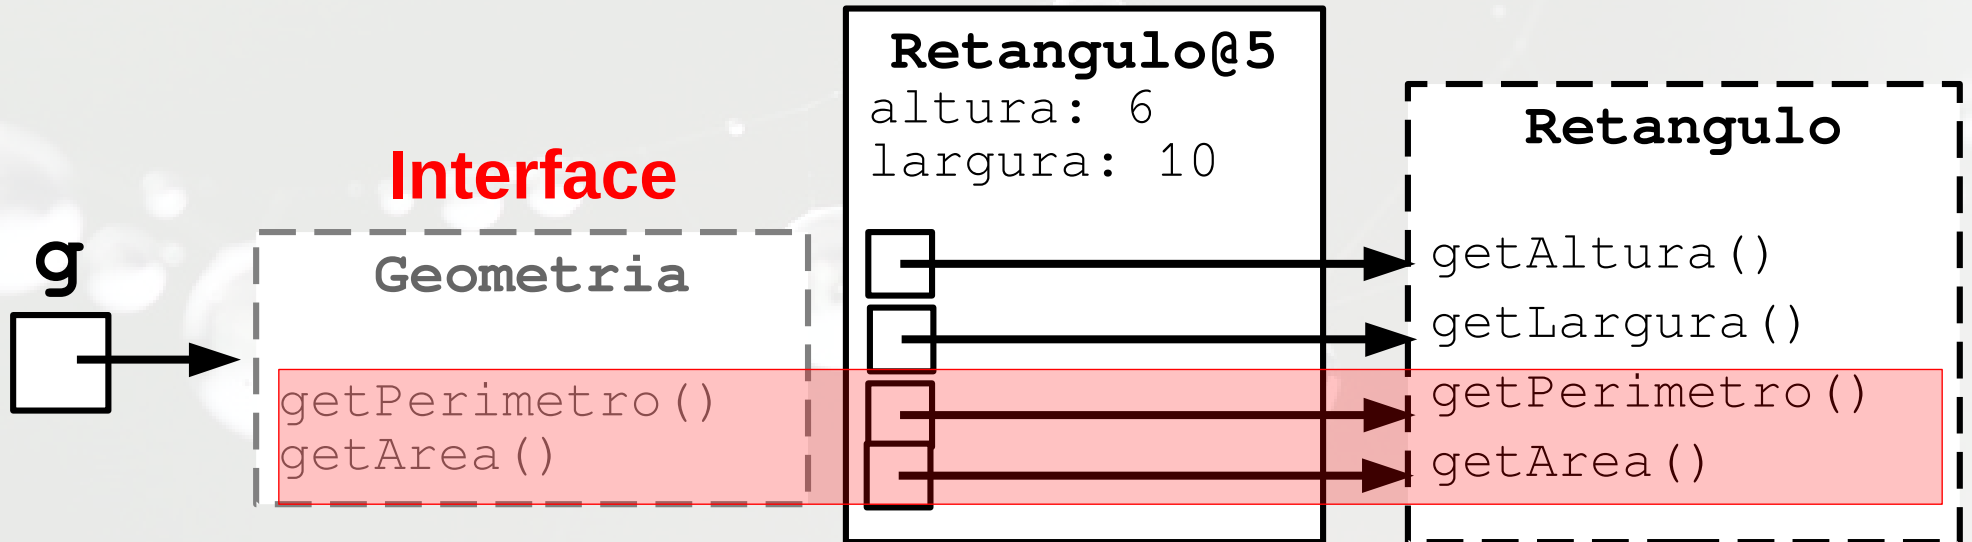 g
Interface
Geometria
getPerimetro()
getArea()
Retangulo@5
altura: 6
largura: 10
Retangulo
getAltura()
getLargura()
getPerimetro()
getArea()